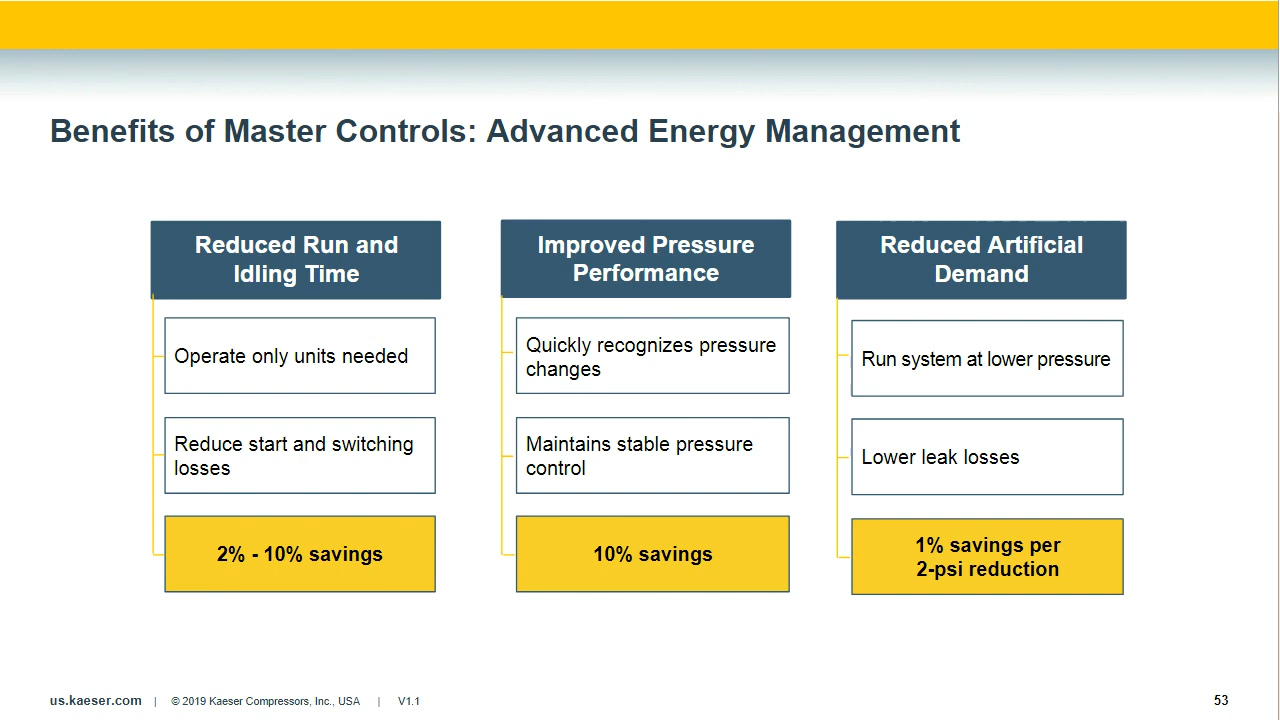 Benefits of Master Controls: Advanced Energy Management
Reduced Run and
Idling Time
Operate only units needed
Reduce start and switching
losses
2% - 10% savings
Improved Pressure
Performance
Quickly recognizes pressure
changes
Maintains stable pressure
control
10% savings
Reduced Artificial
Demand
Run system at lower pressure
Lower leak losses
1% savings per
2-psi reduction
us.kaeser.com | © 2019 Kaeser Compressors, Inc., USA | V1.1
53